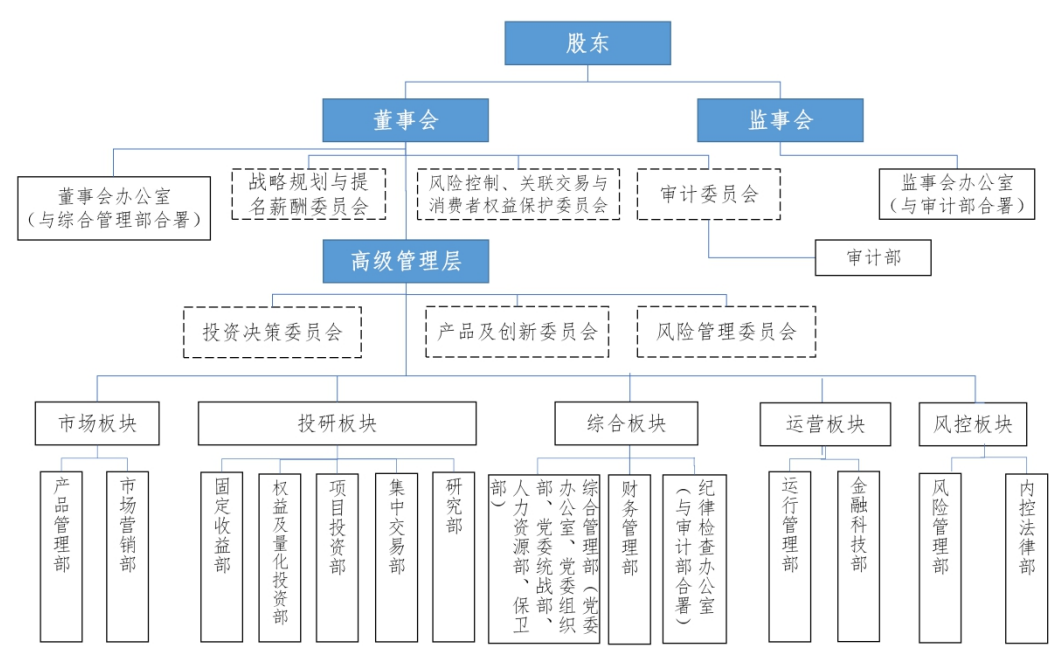 股东
董事会
监事会
董事会办公室
（与综合管理部合署）
战略规划与提
名薪酬委员会
风险控制、关联交易与
消费者权益保护委员会
审计委员会
监事会办公室
（与审计部合署）
高级管理层
审计部
投资决策委员会
产品及创新委员会
风险管理委员会
市场板块
投研板块
综合板块
运营板块
风控板块
产品管理部
市场营销部
固定收益部
权益及量化投资部
项目投资部
集中交易部
研究部
综合管理部（党委
办公室、党委组织
部、党委统战部、
人力资源部、保卫
部）
财务管理部
纪律检查办公室
（与审计部合署）
运行管理部
金融科技部
风险管理部
内控法律部